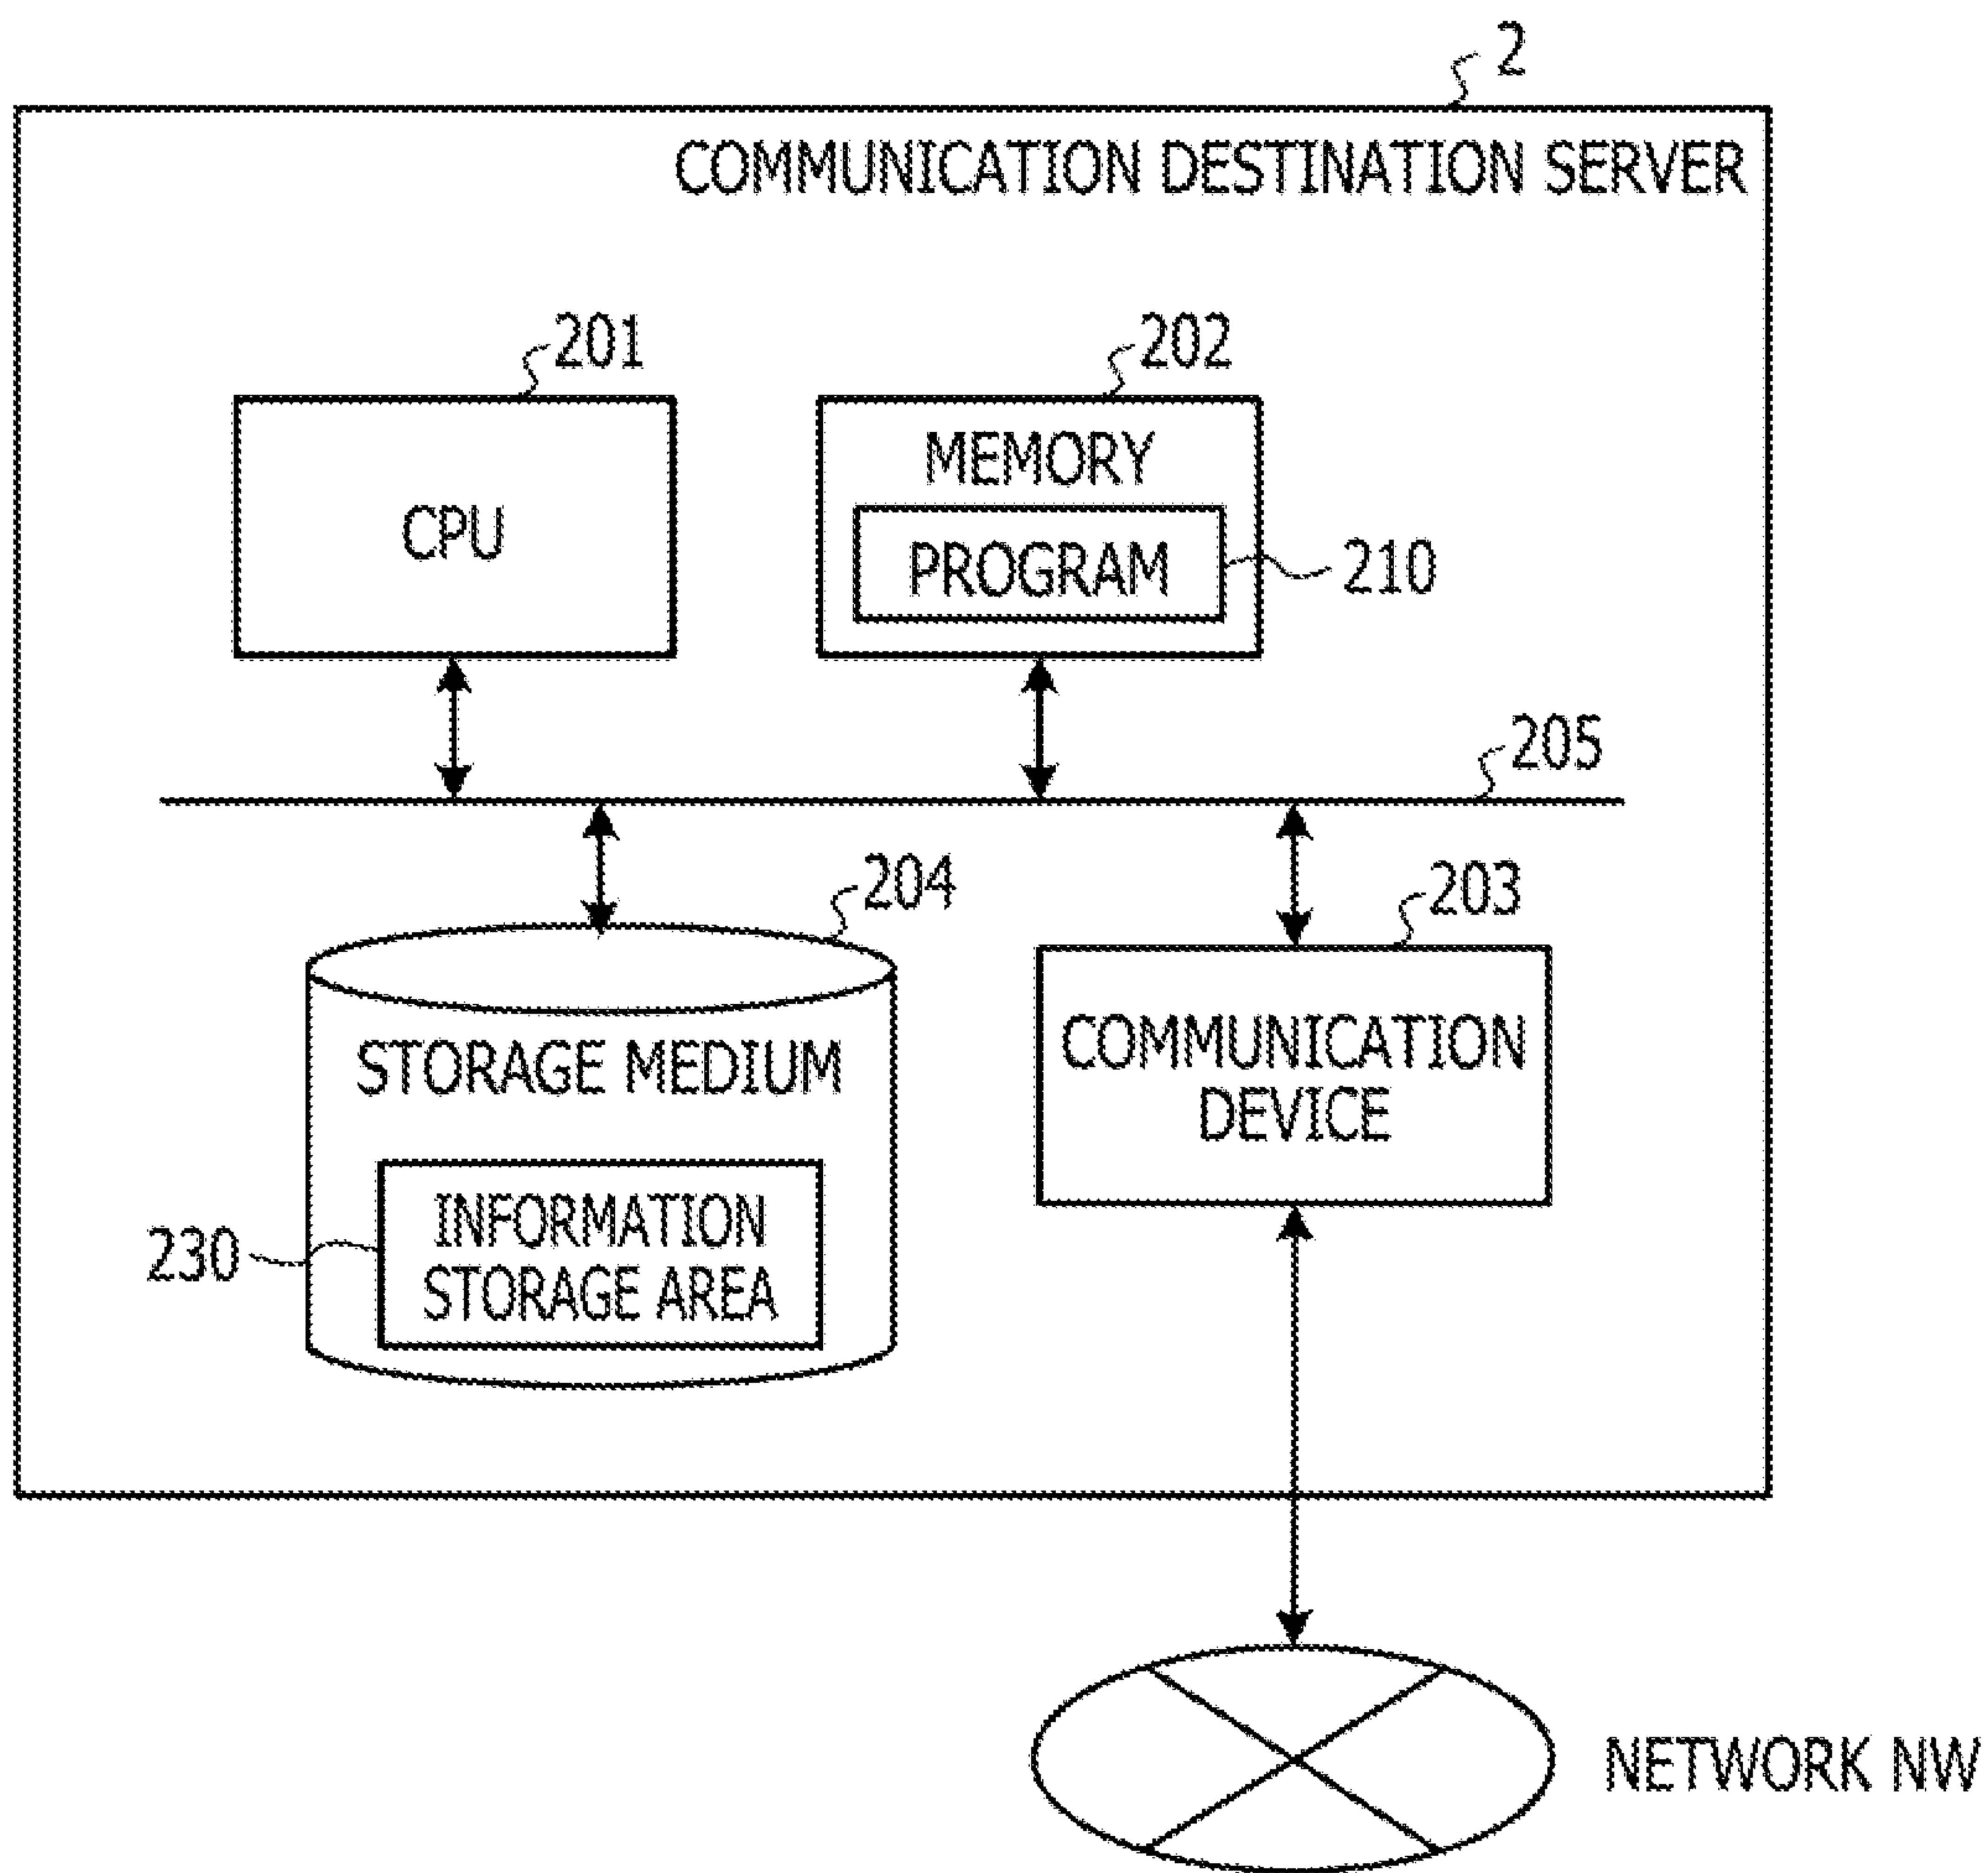 2
COMMUNICATION DESTINATION SERVER
201
202
CPU
MEMORY
PROGRAM
210
205
204
203
STORAGE MEDIUM
COMMUNICATION
DEVICE
230
INFORMATION
STORAGE AREA
NETWORK NW